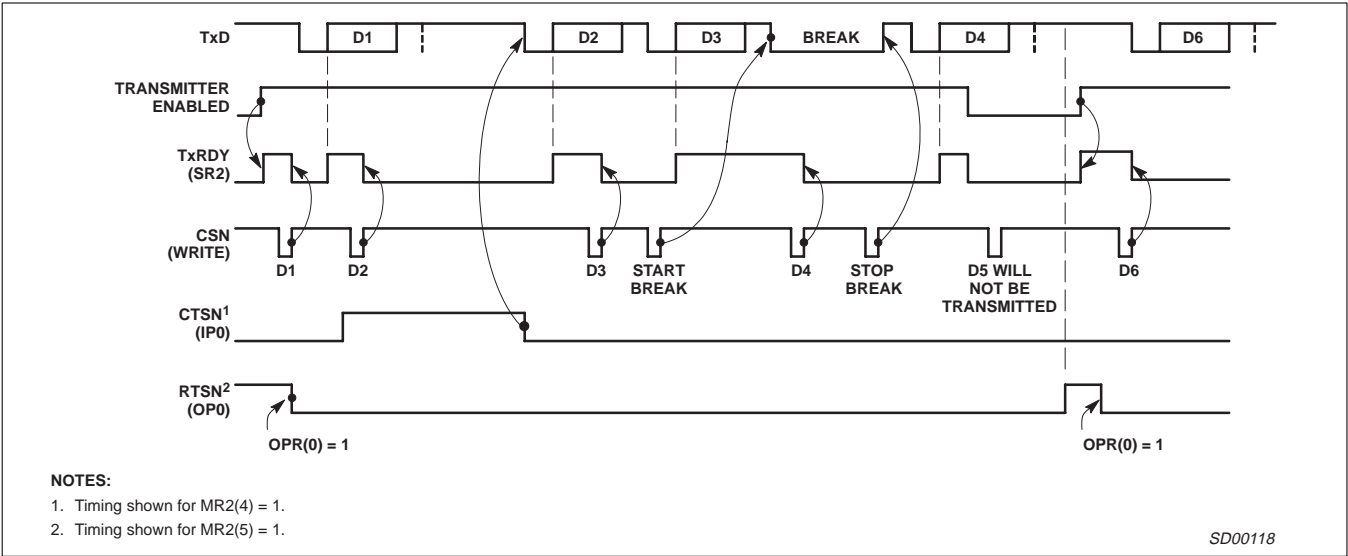 TxD
D1
D2
D3
BREAK
D4
D6
TRANSMITTER
ENABLED
TxRDY
(SR2)
CSN
(WRITE)
D1
D2
D3
START
BREAK
D4
STOP
BREAK
D5 WILL
NOT BE
TRANSMITTED
D6
CTSN1
(IP0)
RTSN2
(OP0)
OPR(0) = 1
OPR(0) = 1
NOTES:
1. Timing shown for MR2(4) = 1.
2. Timing shown for MR2(5) = 1.
SD00118